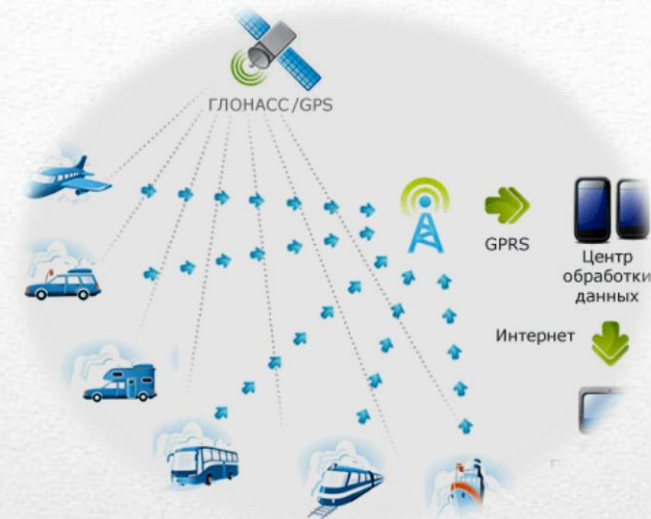 ГЛОНАСС/GPS
GPRS
Центр
обработки
данных
Интернет